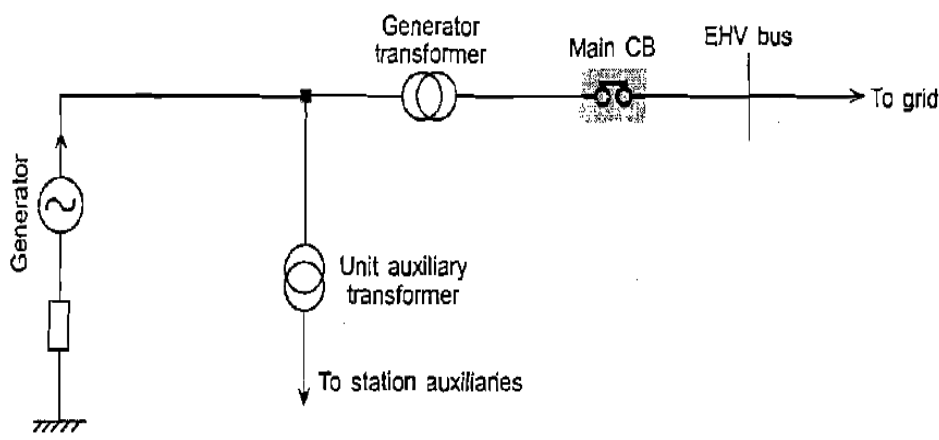 Generator
transformer
Main CB
EHV bus
To grid
Generator
Unit auxiliary
transformer
To station auxiliaries